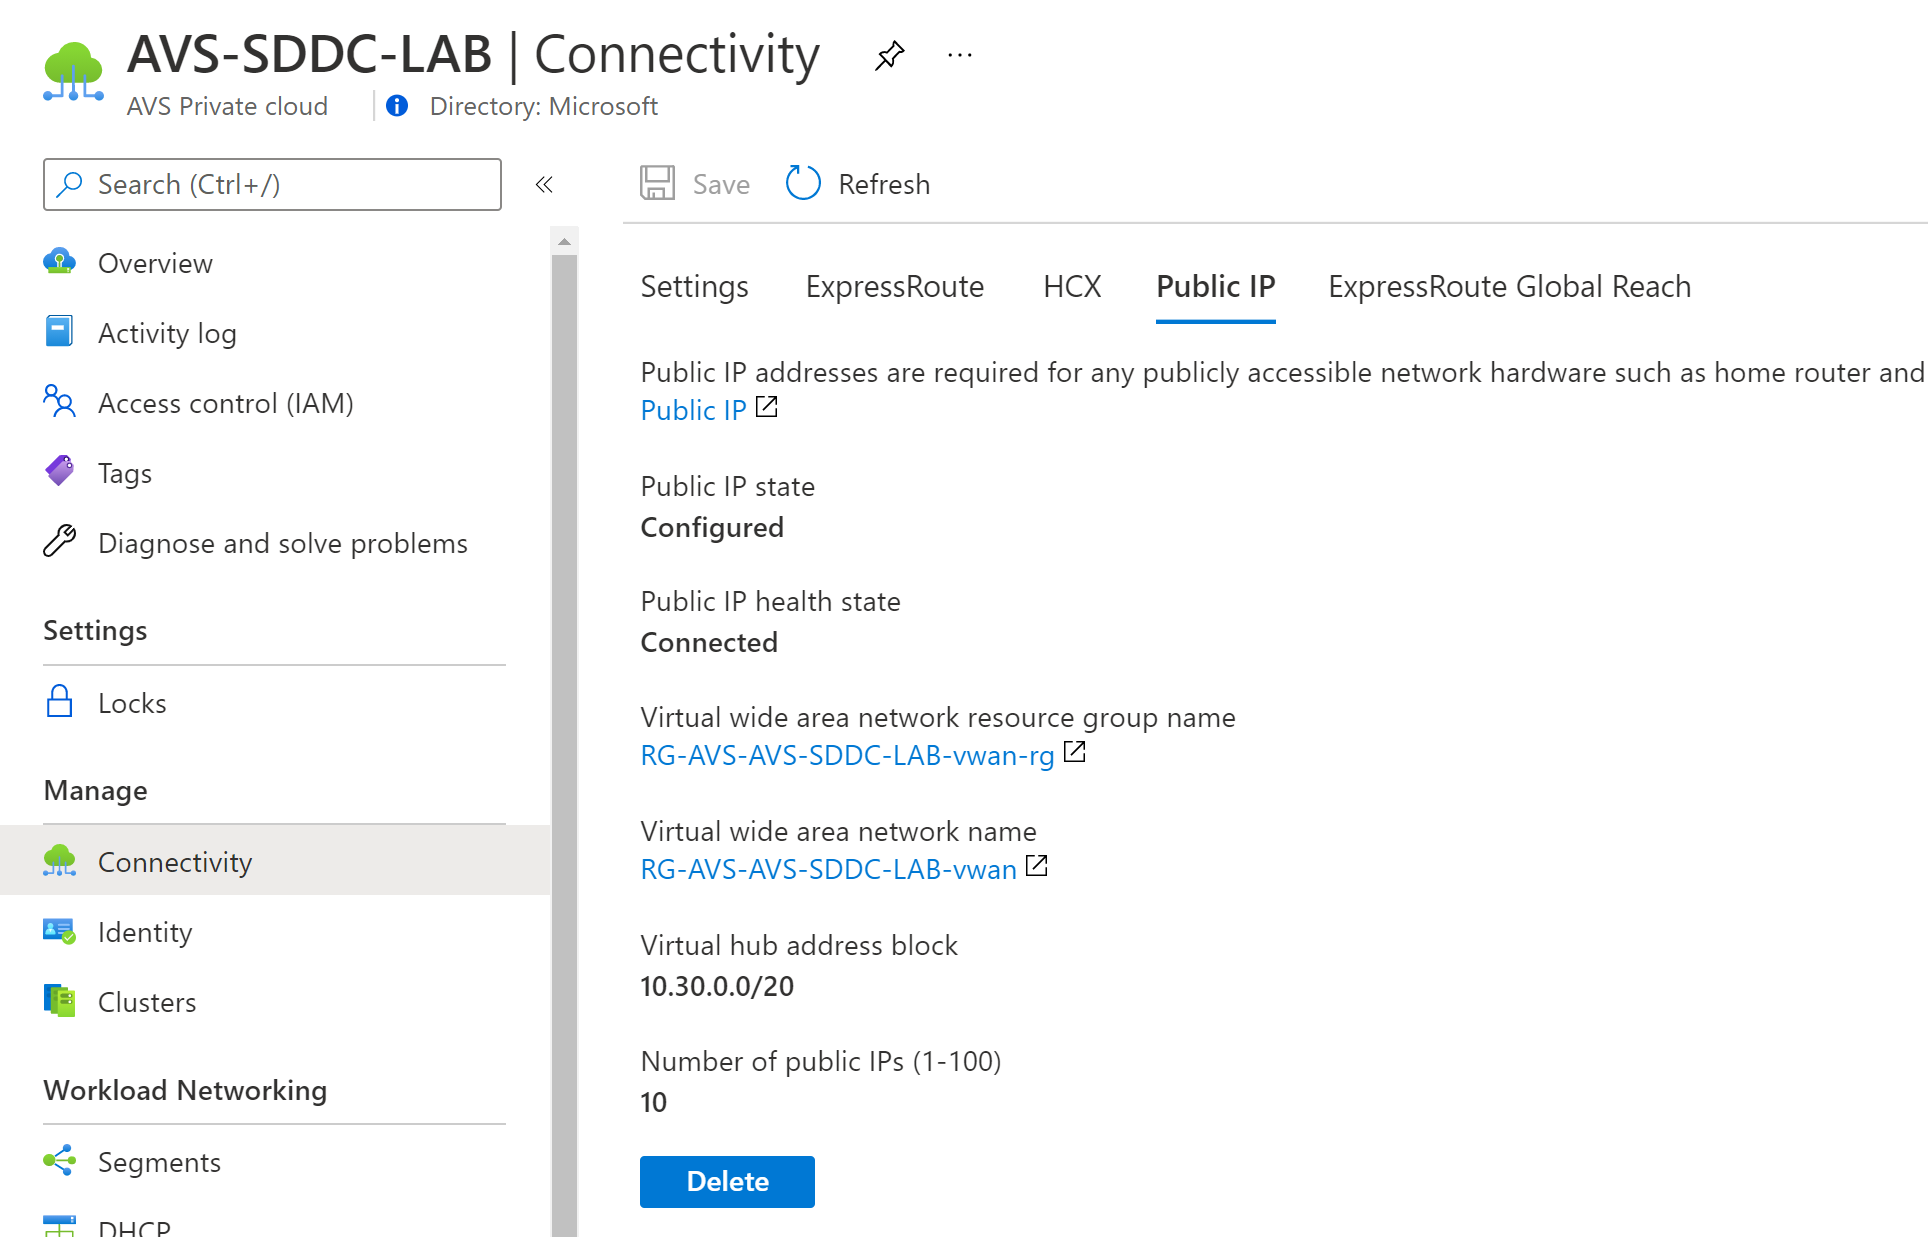 AVS-SDDC-LAB | Connectivity
AVS Private cloud
Directory: Microsoft
Search (Ctrl+/)
Save
Refresh
Overview
Activity log
Access control (IAM)
Tags
Diagnose and solve problems
Settings
Locks
Manage
Connectivity
Identity
Clusters
Workload Networking
Segments
DHCP
Settings
ExpressRoute
HCX
Public IP
ExpressRoute Global Reach
Public IP addresses are required for any publicly accessible network hardware such as home router and
Public IP
Public IP state
Configured
Public IP health state
Connected
Virtual wide area network resource group name
RG-AVS-AVS-SDDC-LAB-vwan-rg
Virtual wide area network name
RG-AVS-AVS-SDDC-LAB-vwan
Virtual hub address block
10.30.0.0/20
Number of public IPs (1-100)
10
Delete